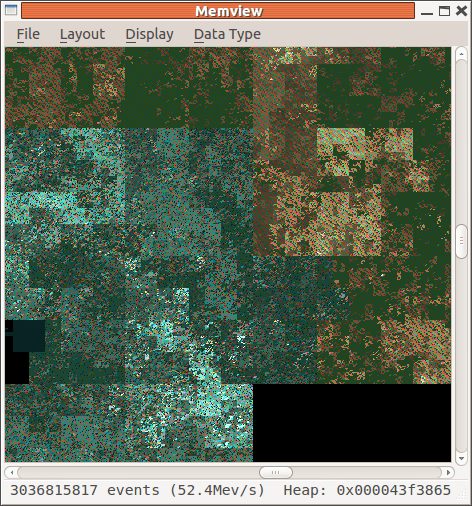 Memview
File Layout Display Data Type
3036815817 events (52.4Mev/s) Heap: 0x000043f3865